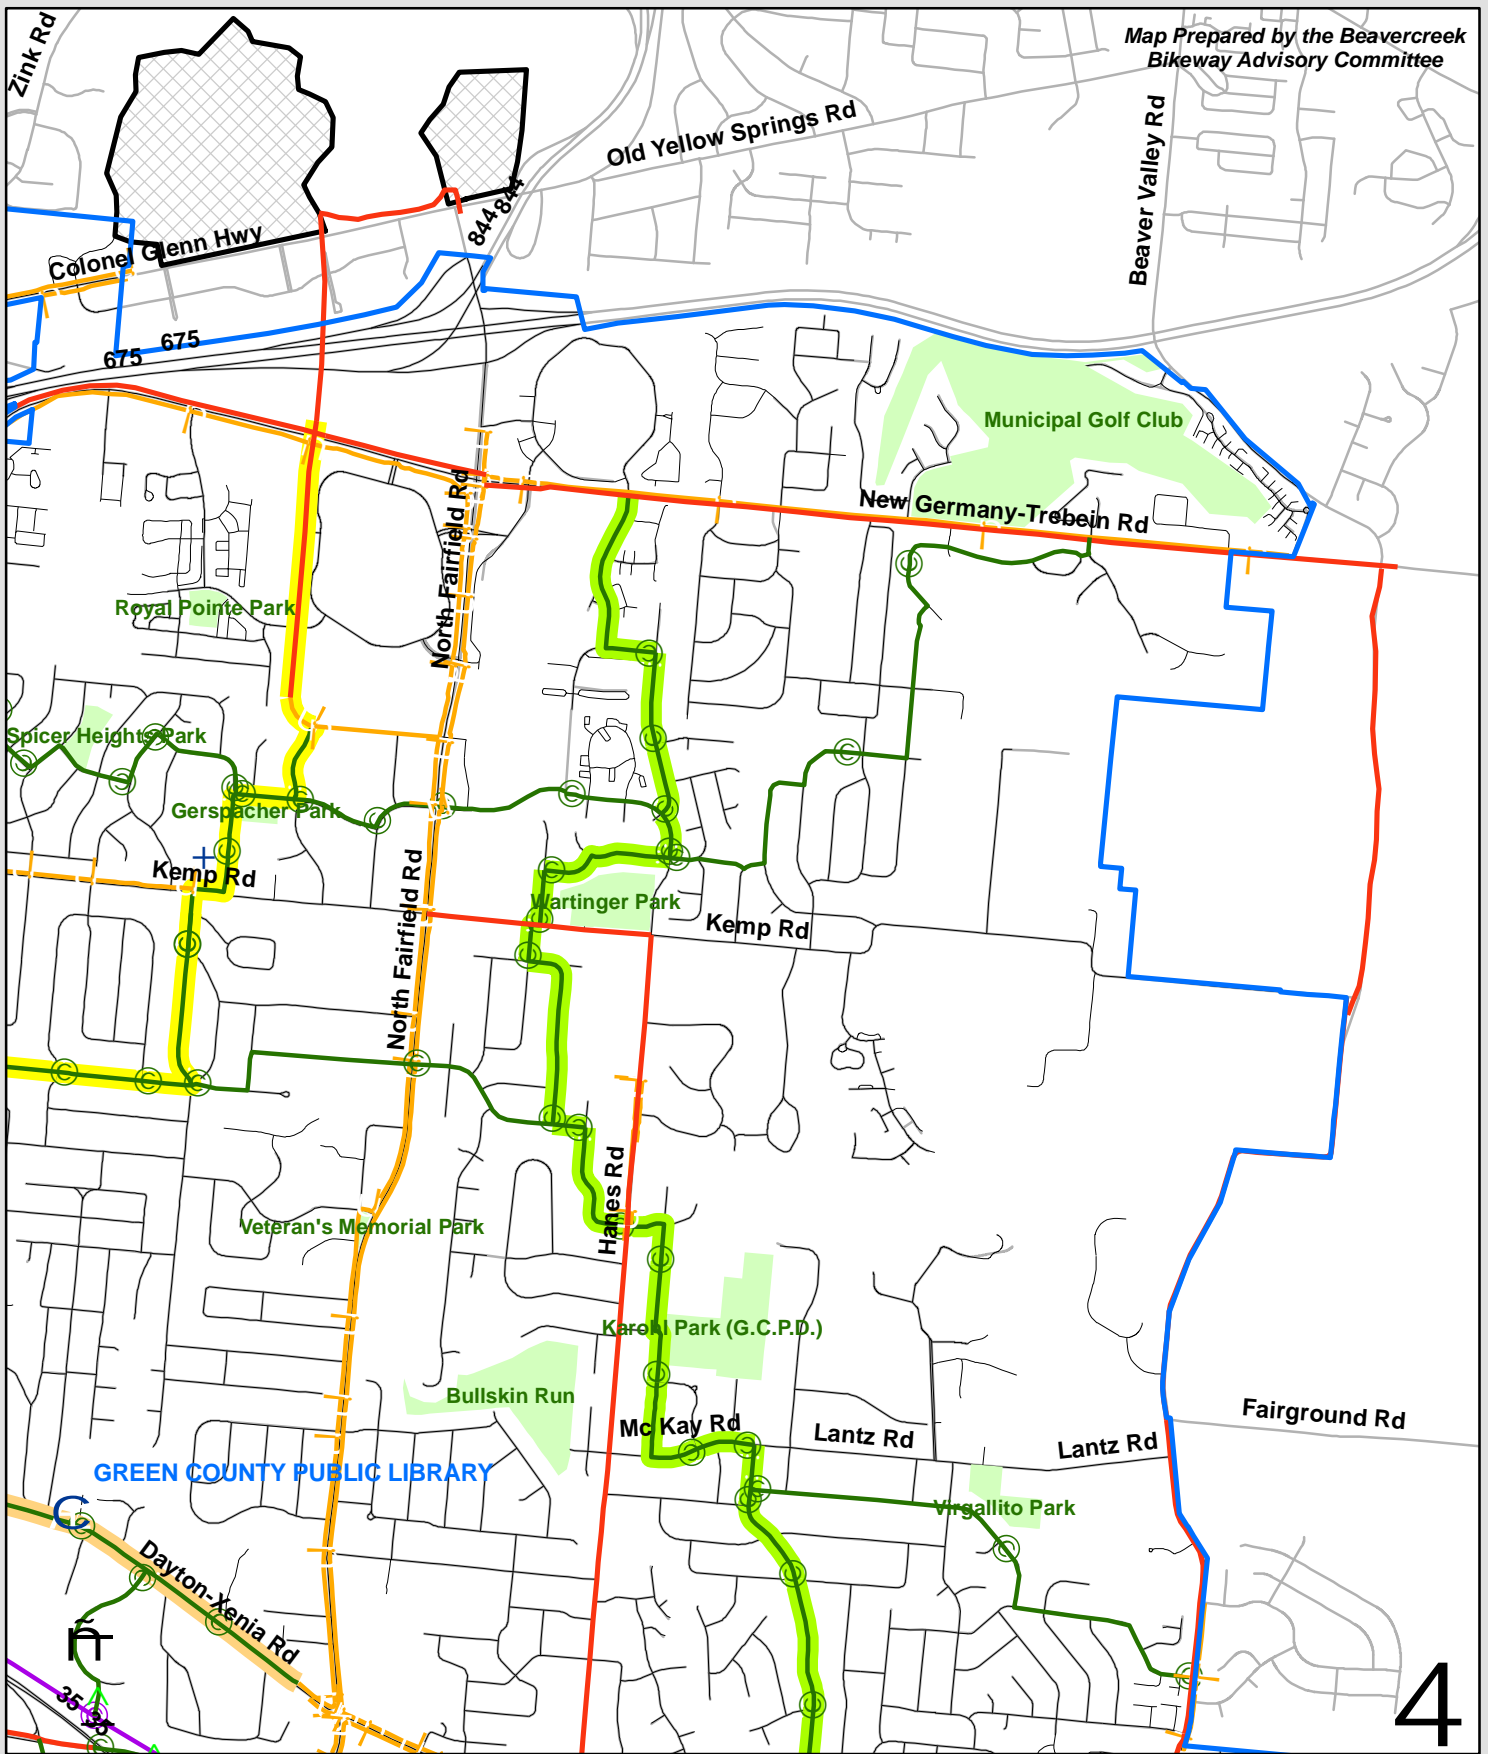 Zink Rd
Map Prepared by the Beavercreek
Bikeway Advisory Committee
Old Yellow Springs Rd
Beaver Valley Rd
844
844
Colonel Glenn Hwy
675
675
Municipal Golf Club
New Germany-Trebein Rd
North Fairfield Rd
Royal Pointe Park
Spicer Heights Park
Gerspacher Park
Kemp Rd
Wartinger Park
Kemp Rd
North Fairfield Rd
Hanes Rd
Veteran's Memorial Park
Karohl Park (G.C.P.D.)
Bullskin Run
Mc Kay Rd
Lantz Rd
Lantz Rd
Fairground Rd
GREEN COUNTY PUBLIC LIBRARY
Virgallito Park
Dayton-Xenia Rd
35
35
4